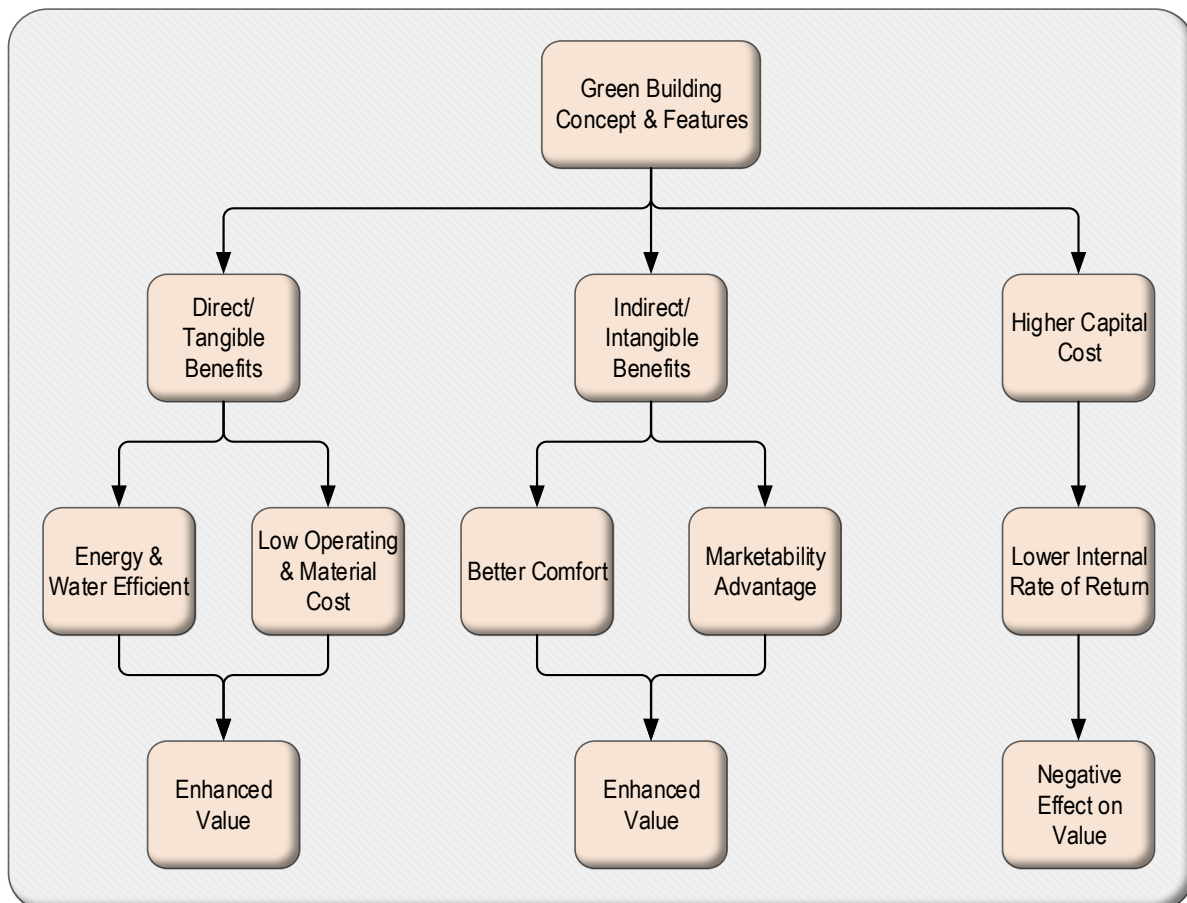 Green Building
Concept & Features
Direct/
Tangible
Benefits
Indirect/
Intangible
Benefits
Higher Capital
Cost
Energy &
Water Efficient
Low Operating
& Material
Cost
Better Comfort
Marketability
Advantage
Lower Internal
Rate of Return
Enhanced
Value
Enhanced
Value
Negative
Effect on
Value